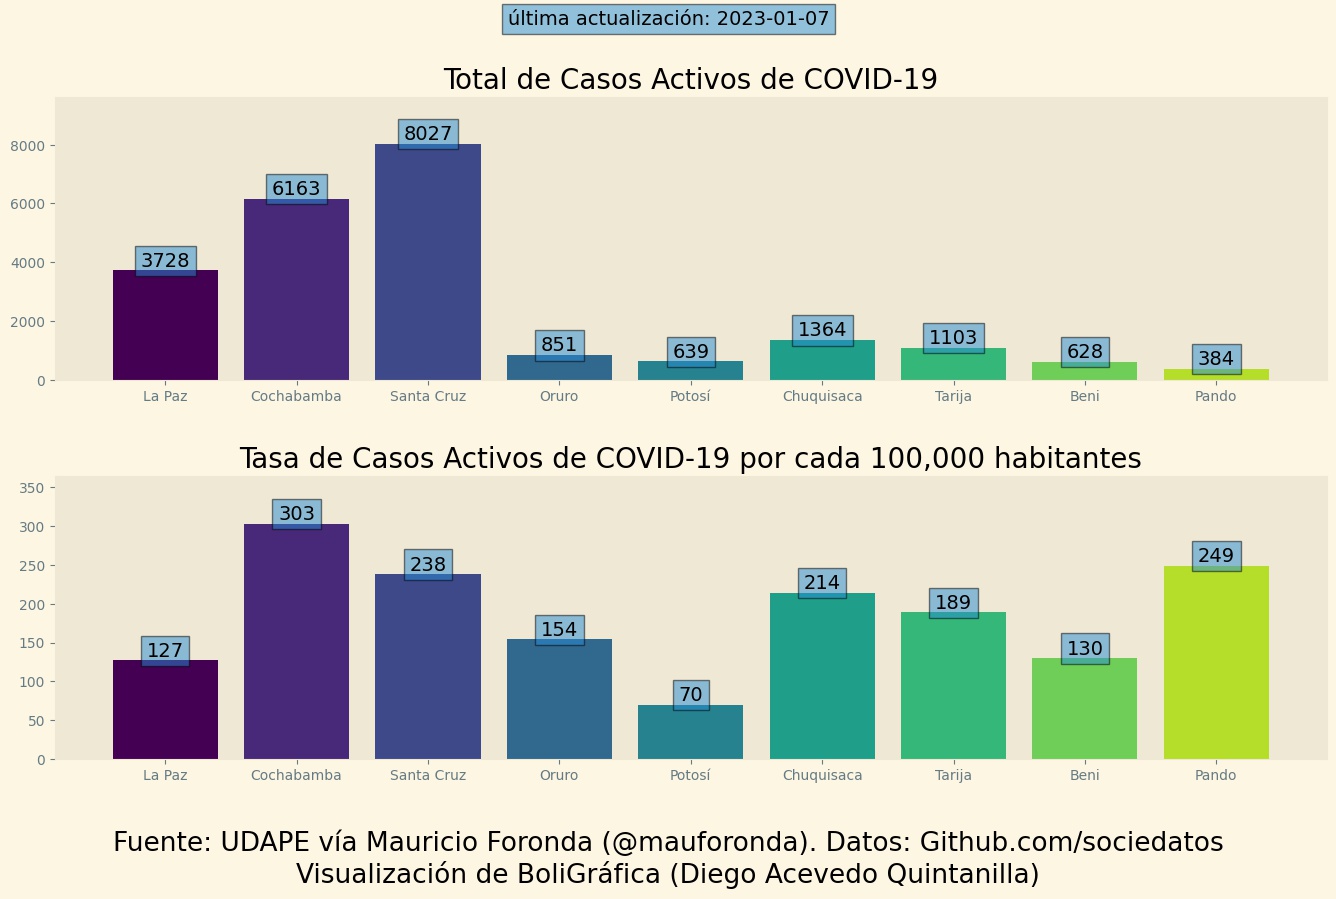 última actualización: 2023-01-07
Total de Casos Activos de COVID-19
8000
6000
4000
2000
0
3728
6163
8027
851
639
1364
1103
628
384
La Paz
Cochabamba
Santa Cruz
Oruro
Potosí
Chuquisaca
Tarija
Beni
Pando
Tasa de Casos Activos de COVID-19 por cada 100,000 habitantes
350
300
250
200
150
100
50
0
127
303
238
154
70
214
189
130
249
La Paz
Cochabamba
Santa Cruz
Oruro
Potosí
Chuquisaca
Tarija
Beni
Pando
Fuente: UDAPE vía Mauricio Foronda (@mauforonda). Datos: Github.com/sociedatos
Visualización de BoliGráfica (Diego Acevedo Quintanilla)